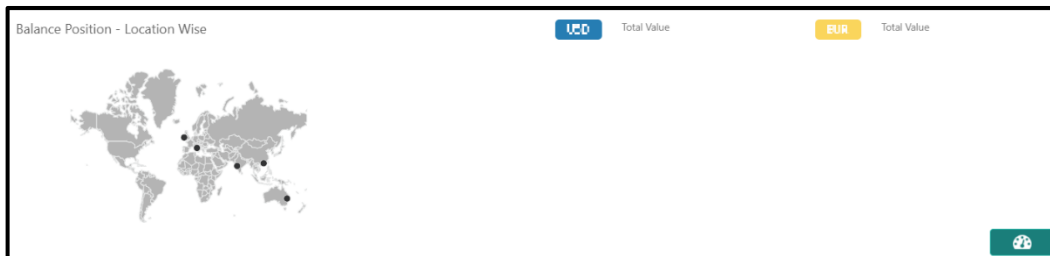 Balance Position - Location Wise
USD Total Value
EUR Total Value